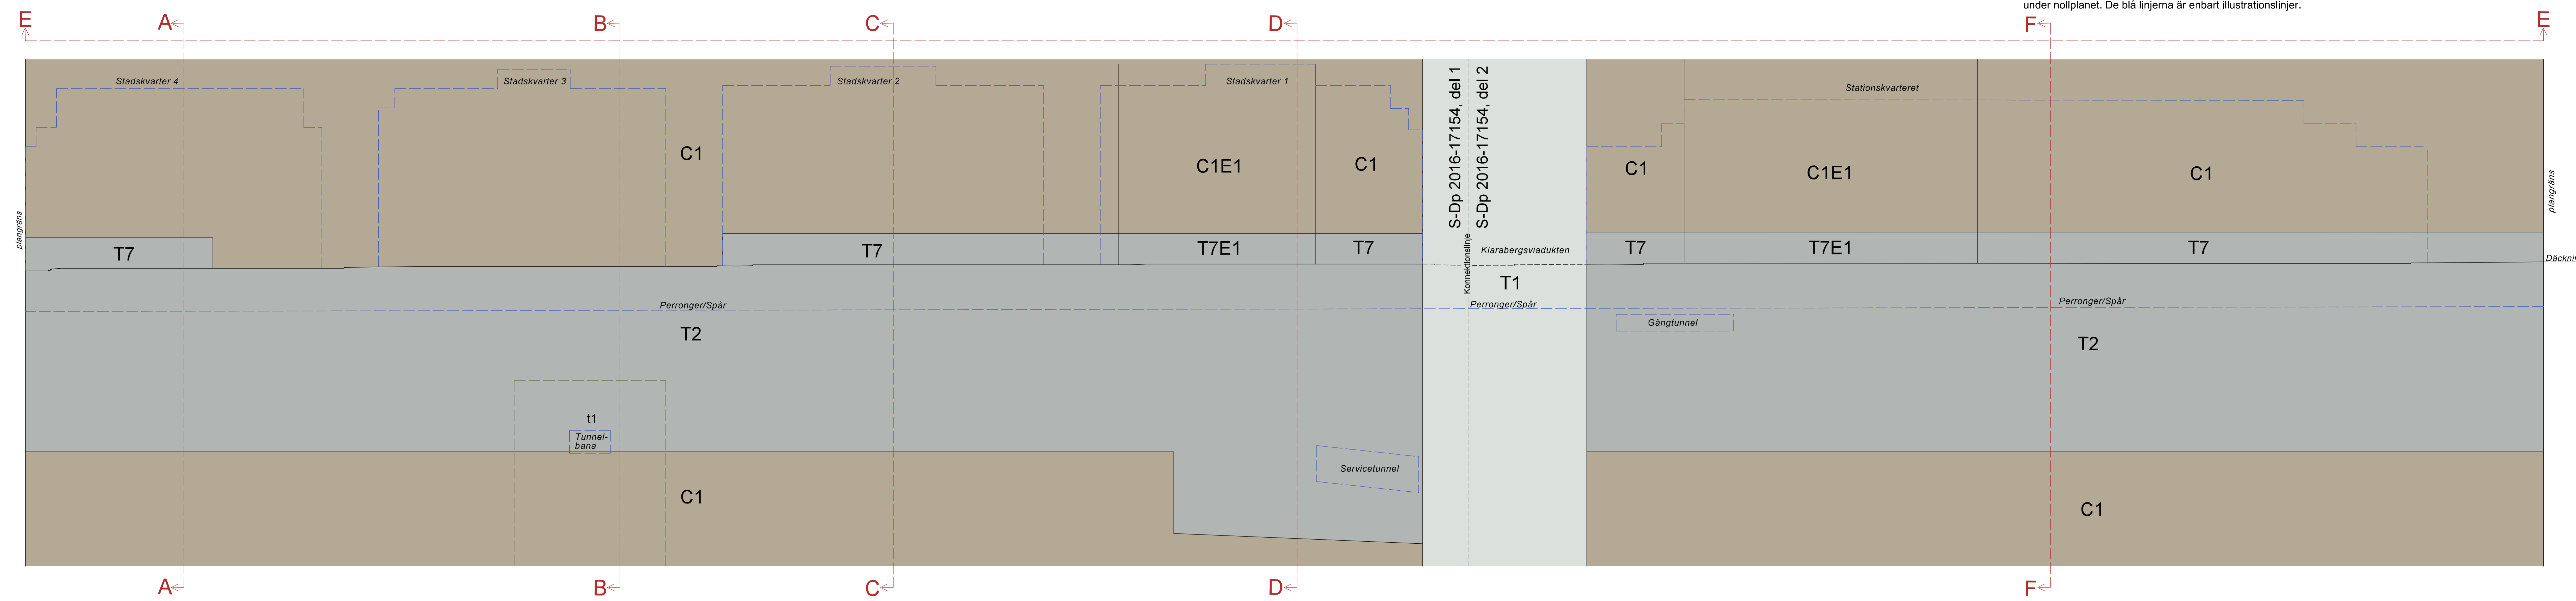 under nollplanet. De blå linjerna är enbart illustrationslinjer.
E
A
B
C
D
F
E
Stadskvarter 4
Stadskvarter 3
Stadskvarter 2
Stadskvarter 1
Stationskvarteret
S-Dp 2016-17154, del 1
S-Dp 2016-17154, del 2
C1
C1E1
C1
C1
C1E1
C1
plangräns
plangräns
T7
T7
T7E1
T7
Konnektionslinje
Klarabergsviadukten
T7
T7E1
T7
T1
Perronger/Spår
Perronger/Spår
Perronger/Spår
T2
Gångtunnel
T2
t1
Tunnel-
bana
Servicetunnel
C1
C1
A
B
C
D
F